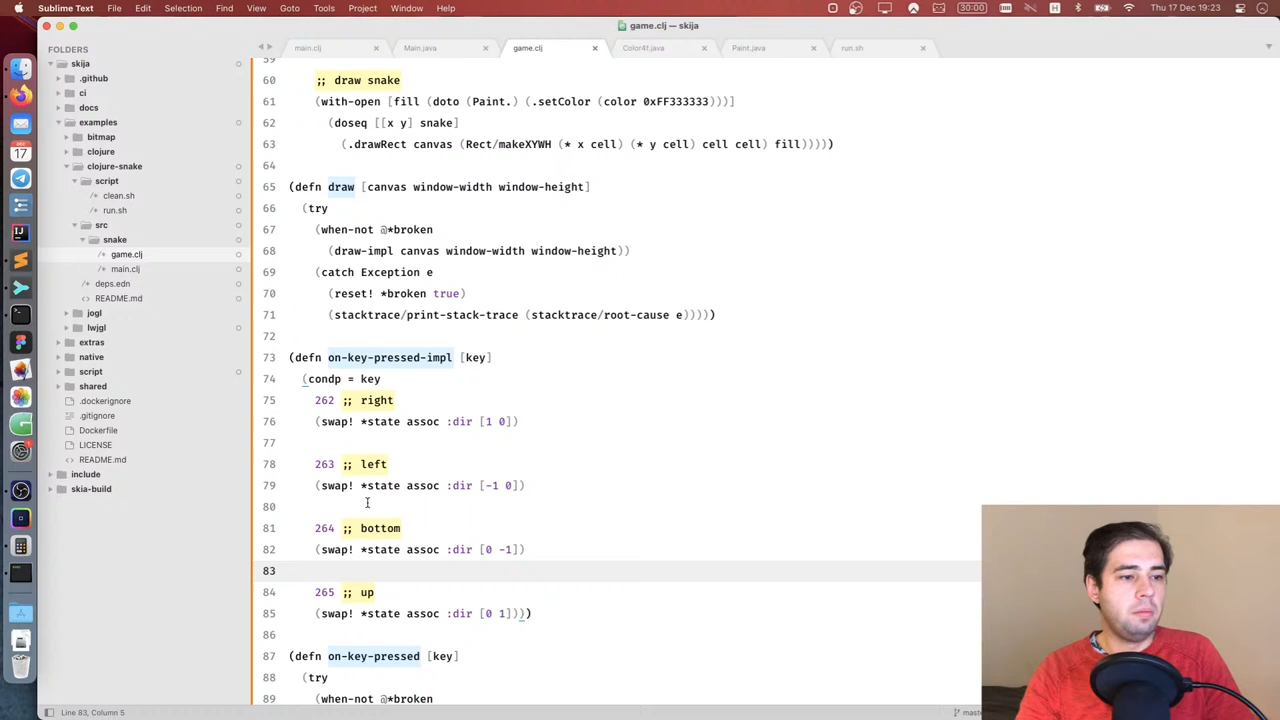 Sublime Text File Edit Selection Find View Goto Tools Project Window Help 30:00 Thu 17 Dec 19:23
game.clj — skija
FOLDERS
skija
.github
ci
docs
examples
bitmap
clojure
clojure-snake
script
clean.sh
run.sh
src
snake
game.clj
main.clj
deps.edn
README.md
jogl
lwjgl
extras
native
script
shared
.dockerignore
.gitignore
Dockerfile
LICENSE
README.md
include
skia-build
main.clj Main.java game.clj Color4f.java Paint.java run.sh
59
60 ;; draw snake
61 (with-open [fill (doto (Paint.) (.setColor (color 0xFF333333)))]
62 (doseq [[x y] snake]
63 (.drawRect canvas (Rect/makeXYWH (* x cell) (* y cell) cell cell) fill)))))
64
65 (defn draw [canvas window-width window-height]
66 (try
67 (when-not @*broken
68 (draw-impl canvas window-width window-height))
69 (catch Exception e
70 (reset! *broken true)
71 (stacktrace/print-stack-trace (stacktrace/root-cause e)))))
72
73 (defn on-key-pressed-impl [key]
74 (condp = key
75 262 ;; right
76 (swap! *state assoc :dir [1 0])
77
78 263 ;; left
79 (swap! *state assoc :dir [-1 0])
80
81 264 ;; bottom
82 (swap! *state assoc :dir [0 -1])
83
84 265 ;; up
85 (swap! *state assoc :dir [0 1])))
86
87 (defn on-key-pressed [key]
88 (try
89 (when-not @*broken
Line 83, Column 5